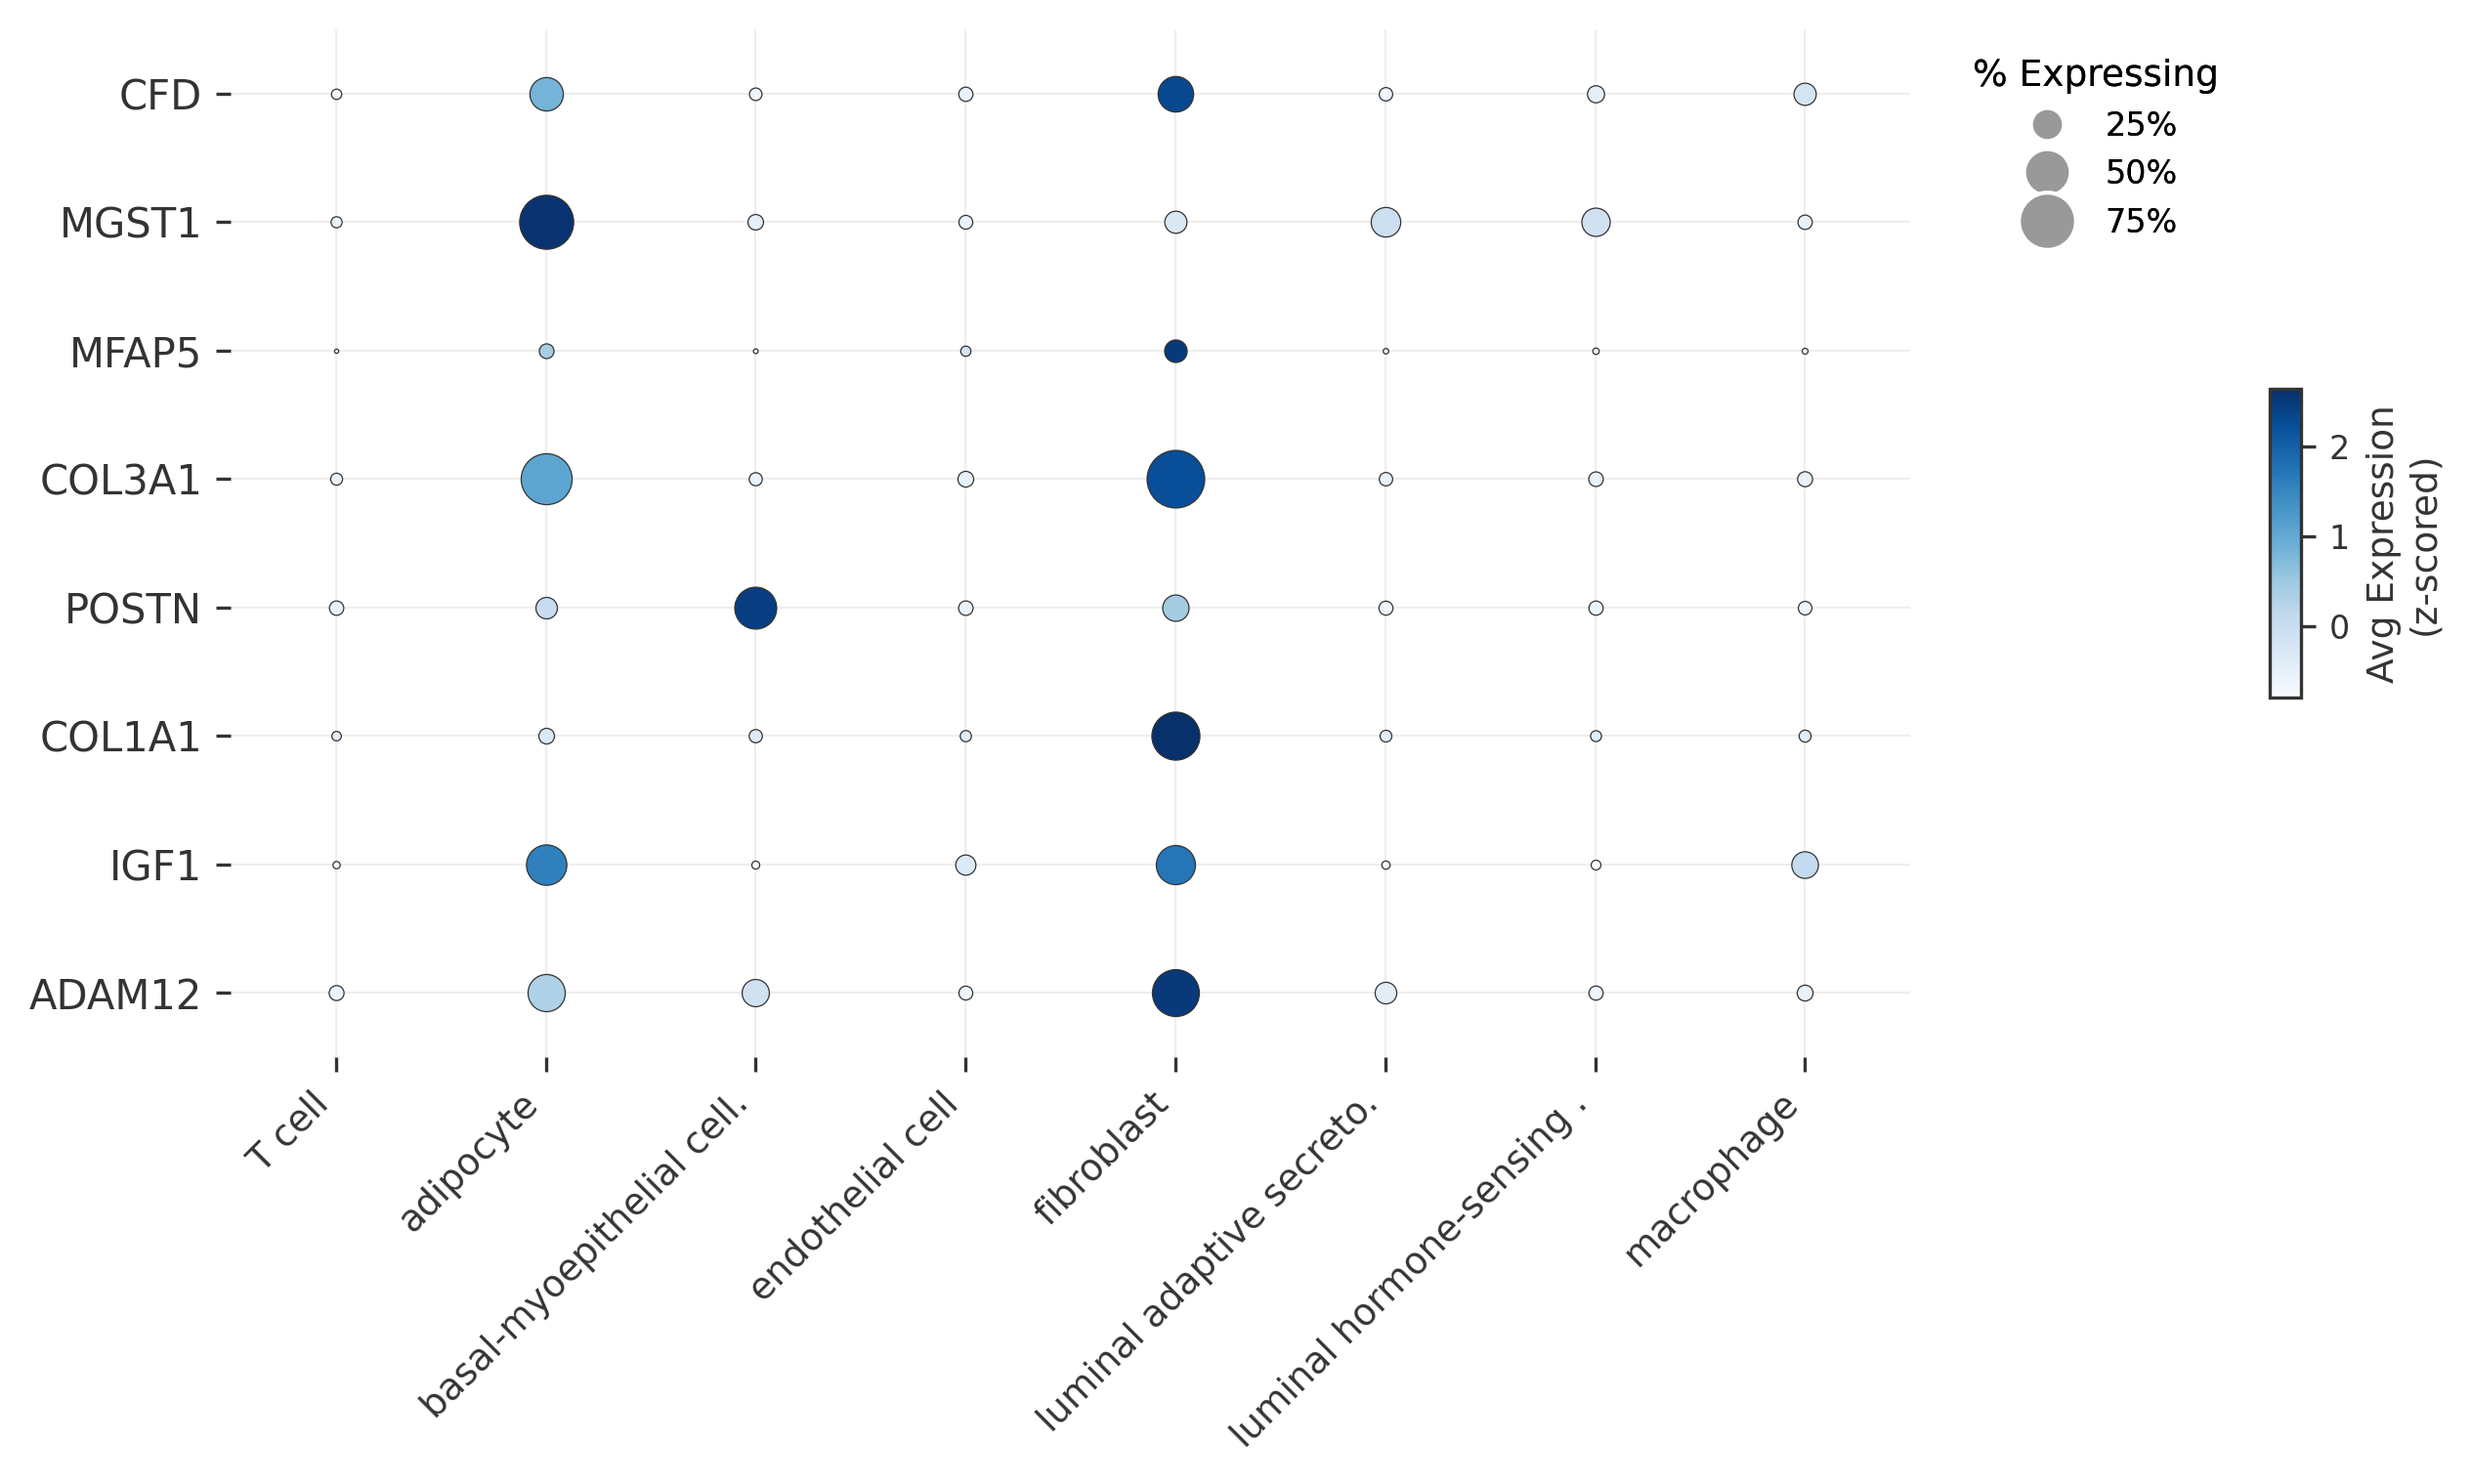 CFD
MGST1
MFAP5
COL3A1
POSTN
COL1A1
IGF1
ADAM12
T cell
adipocyte
basal-myoepithelial cell.
endothelial cell
fibroblast
luminal adaptive secreto.
luminal hormone-sensing .
macrophage
% Expressing
25%
50%
75%
2
1
0
Avg Expression
(z-scored)